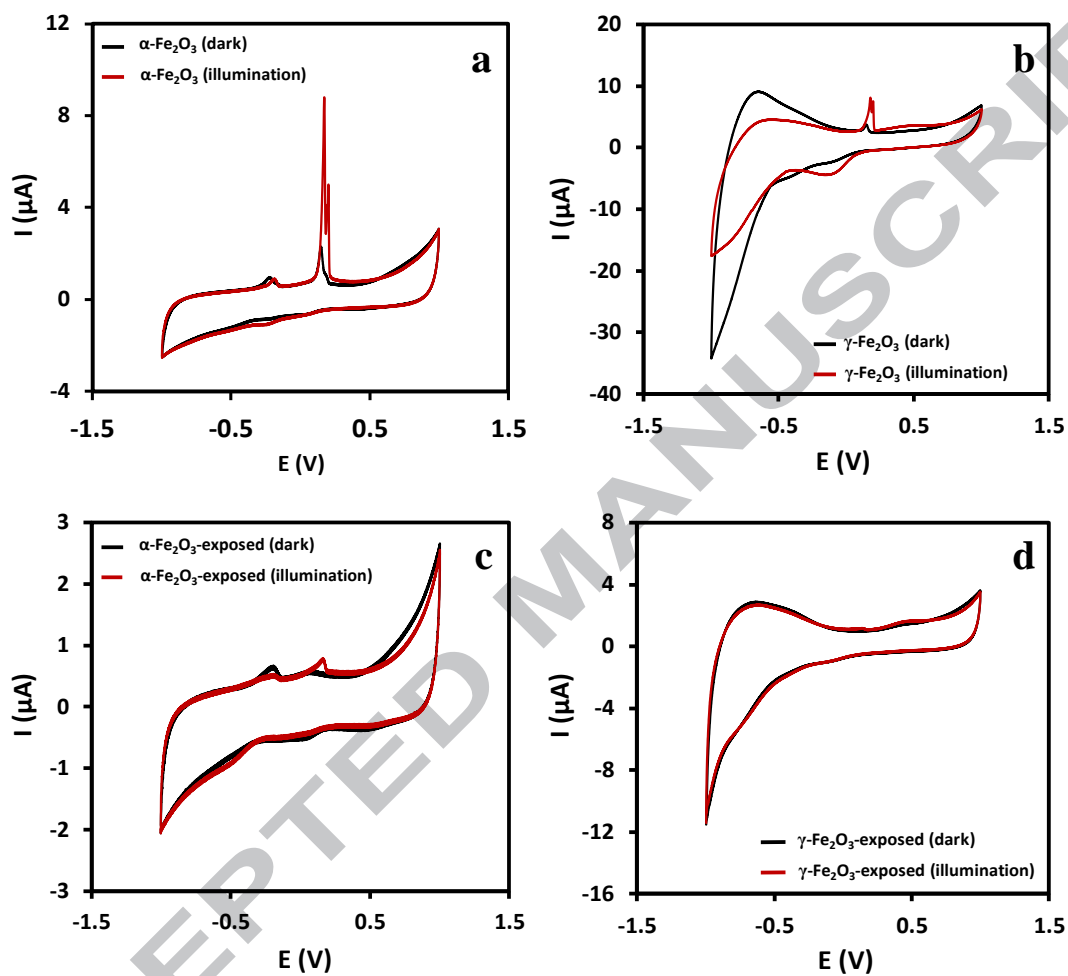 12
8
4
0
-4
-1.5
-0.5
0.5
1.5
I (µA)
E (V)
α-Fe₂O₃ (dark)
α-Fe₂O₃ (illumination)
a
20
10
0
-10
-20
-30
-40
-1.5
-0.5
0.5
1.5
I (µA)
E (V)
γ-Fe₂O₃ (dark)
γ-Fe₂O₃ (illumination)
b
3
2
1
0
-1
-2
-3
-1.5
-0.5
0.5
1.5
I (µA)
E (V)
α-Fe₂O₃-exposed (dark)
α-Fe₂O₃-exposed (illumination)
c
8
4
0
-4
-8
-12
-16
-1.5
-0.5
0.5
1.5
I (µA)
E (V)
γ-Fe₂O₃-exposed (dark)
γ-Fe₂O₃-exposed (illumination)
d
EPTED MANUSCRI